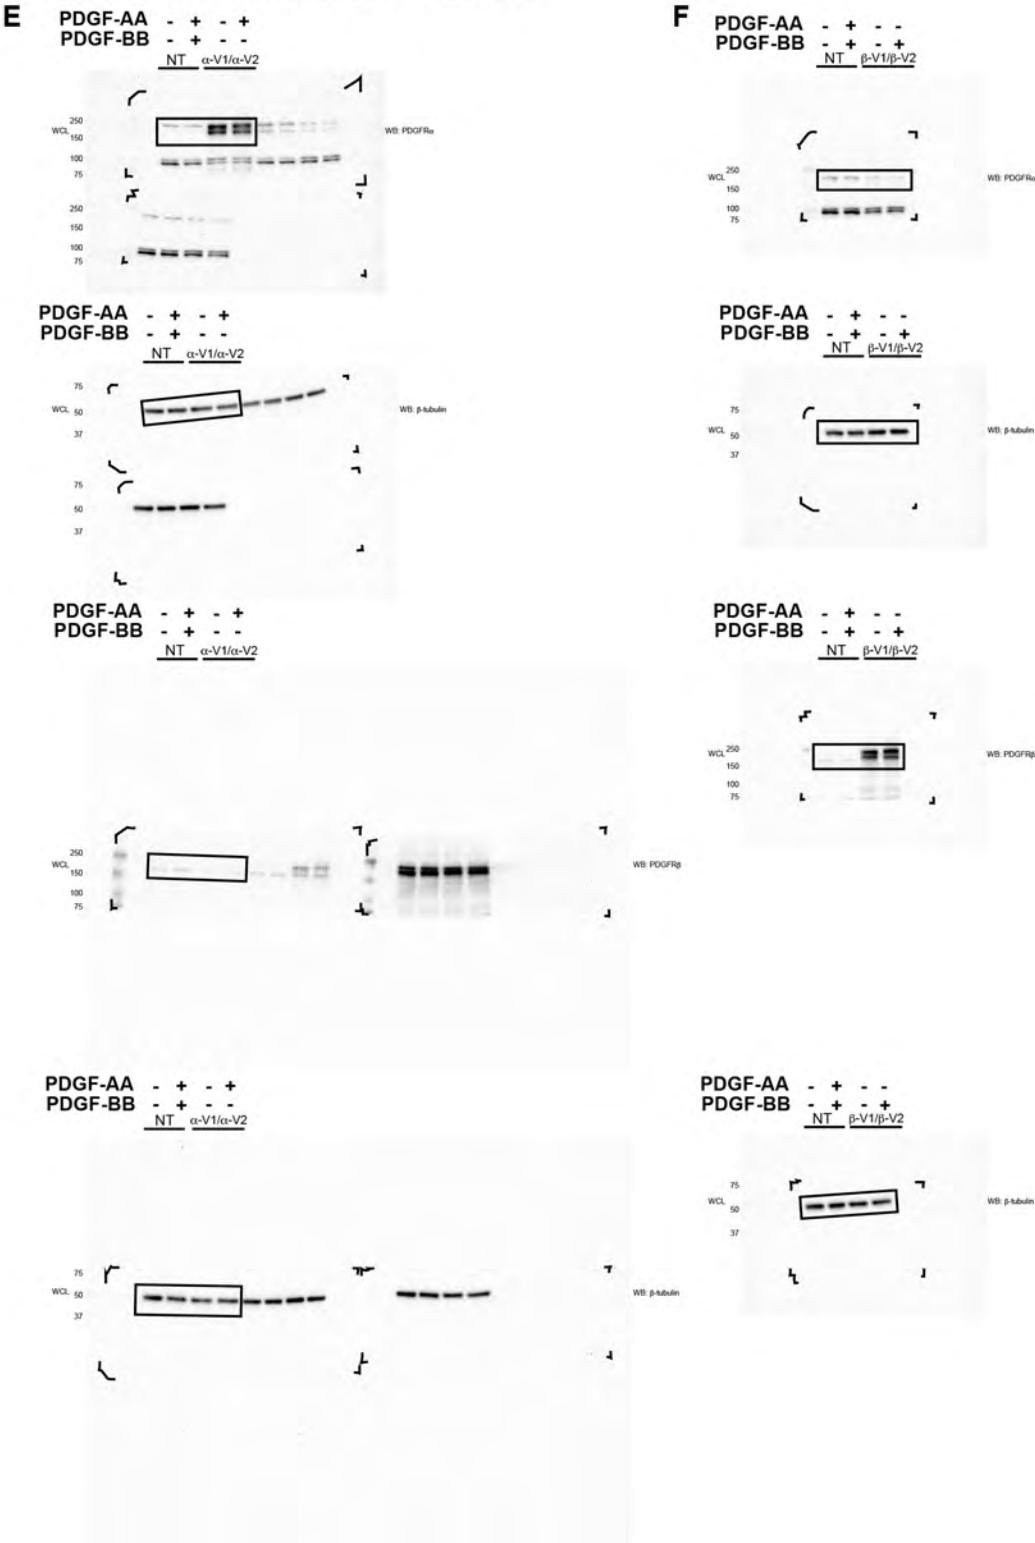 E
PDGF-AA - + - +
PDGF-BB - + - -
NT α-V1/α-V2
250
WCL
150
100
75
WB: PDGFRα
250
150
100
75
PDGF-AA - + - +
PDGF-BB - + - -
NT α-V1/α-V2
75
WCL 50
37
WB: β-tubulin
75
50
37
PDGF-AA - + - +
PDGF-BB - + - -
NT α-V1/α-V2
250
WCL
150
100
75
WB: PDGFRβ
PDGF-AA - + - +
PDGF-BB - + - -
NT α-V1/α-V2
75
WCL 50
37
WB: β-tubulin
F
PDGF-AA - + - -
PDGF-BB - + - +
NT β-V1/β-V2
250
WCL
150
100
75
WB: PDGFRα
PDGF-AA - + - -
PDGF-BB - + - +
NT β-V1/β-V2
75
WCL 50
37
WB: β-tubulin
PDGF-AA - + - -
PDGF-BB - + - +
NT β-V1/β-V2
WCL 250
150
100
75
WB: PDGFRβ
PDGF-AA - + - -
PDGF-BB - + - +
NT β-V1/β-V2
75
WCL 50
37
WB: β-tubulin